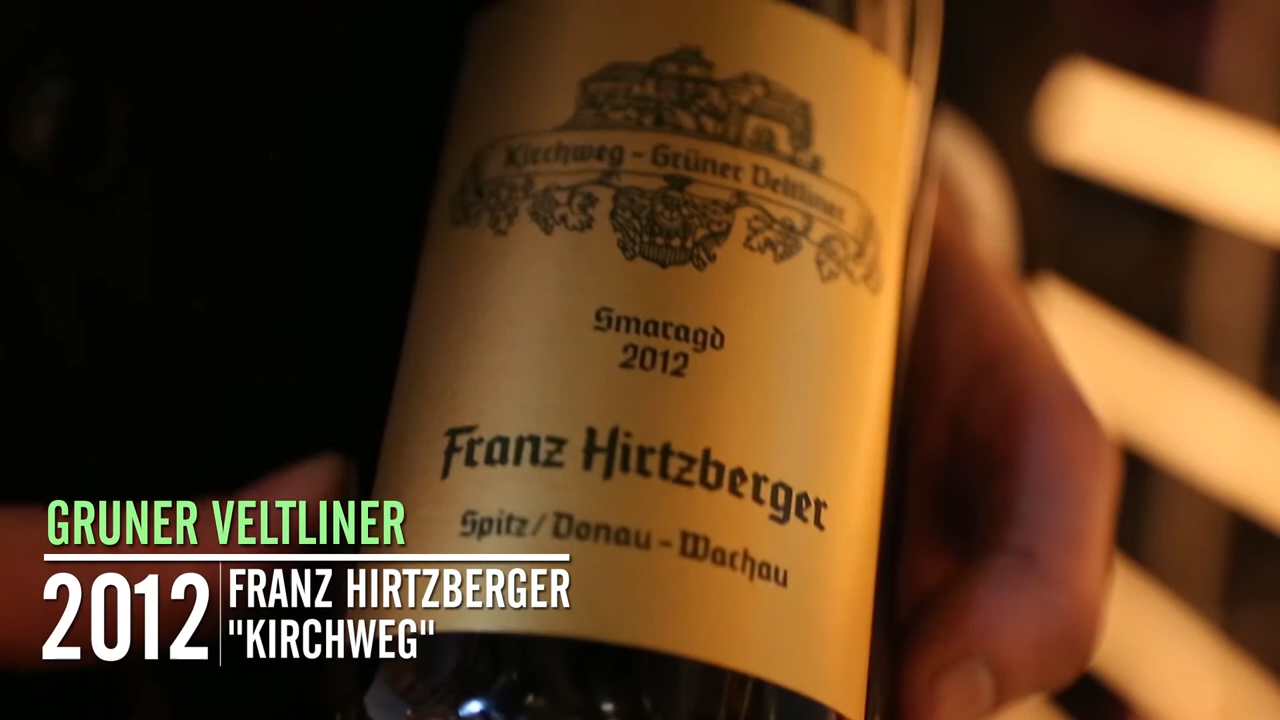 Kirchweg - Grüner Veltliner
Smaragd
2012
Franz Hirtzberger
Spitz / Donau - Wachau
GRUNER VELTLINER
2012
FRANZ HIRTZBERGER
"KIRCHWEG"